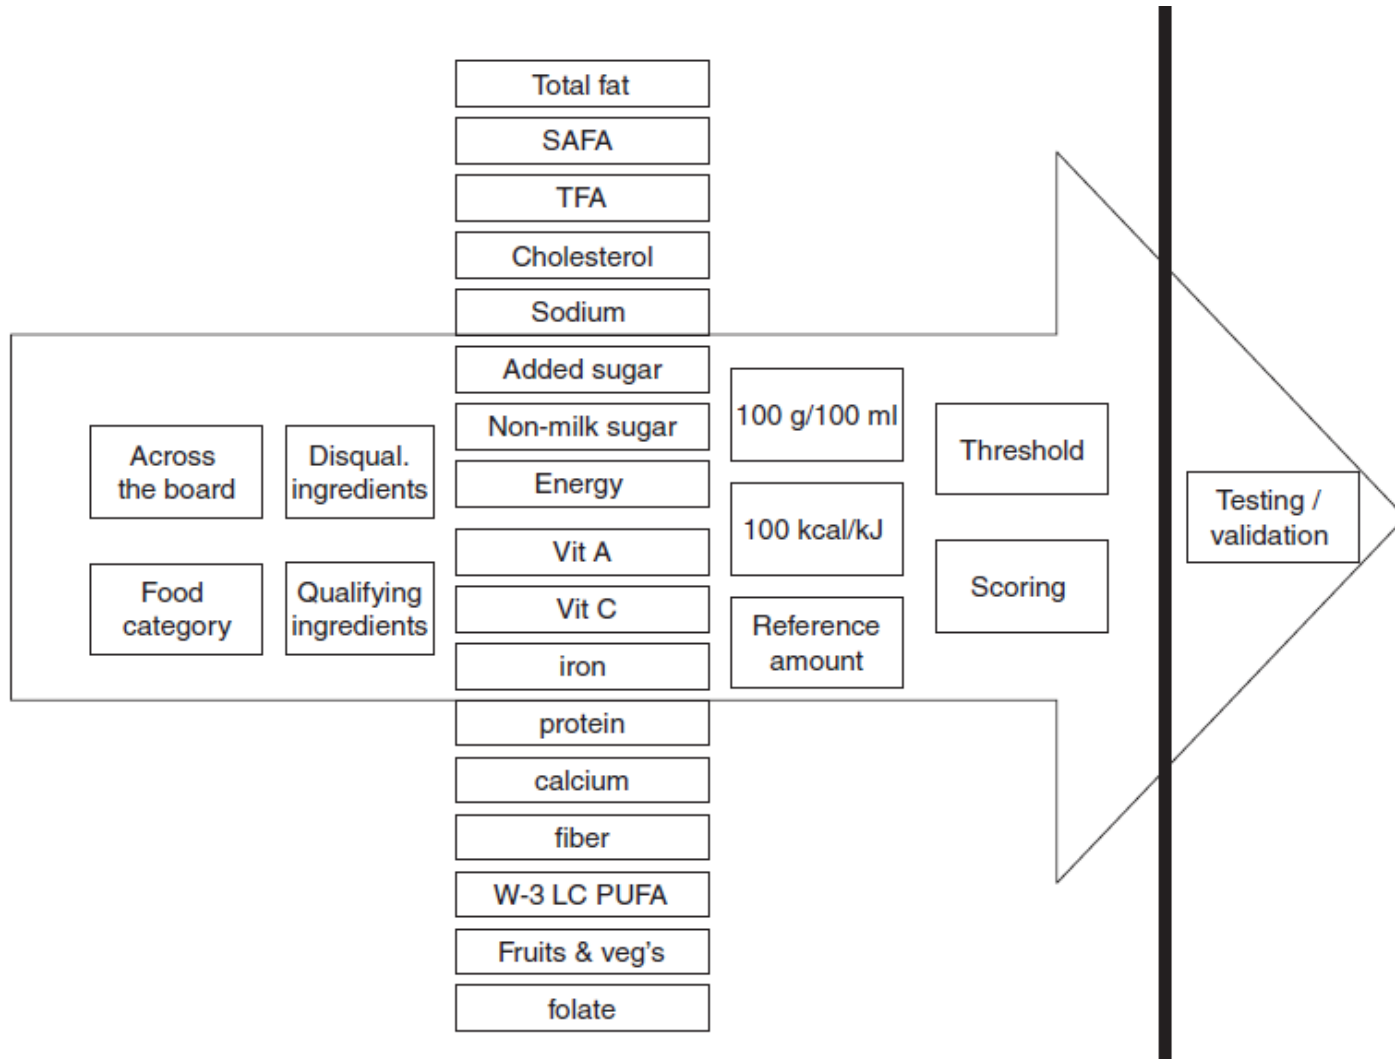 Across
the board
Food
category
Disqual.
ingredients
Qualifying
ingredients
Total fat
SAFA
TFA
Cholesterol
Sodium
Added sugar
Non-milk sugar
Energy
Vit A
Vit C
iron
protein
calcium
fiber
W-3 LC PUFA
Fruits & veg's
folate
100 g/100 ml
100 kcal/kJ
Reference
amount
Threshold
Scoring
Testing /
validation